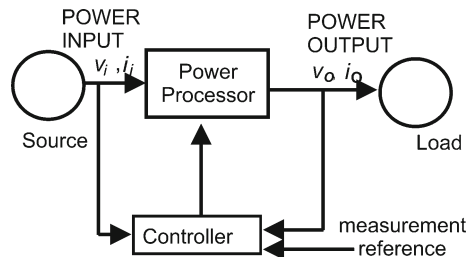 POWER
INPUT
vi ,ii
Source
Power
Processor
POWER
OUTPUT
vO, iO
Load
Controller
measurement
reference